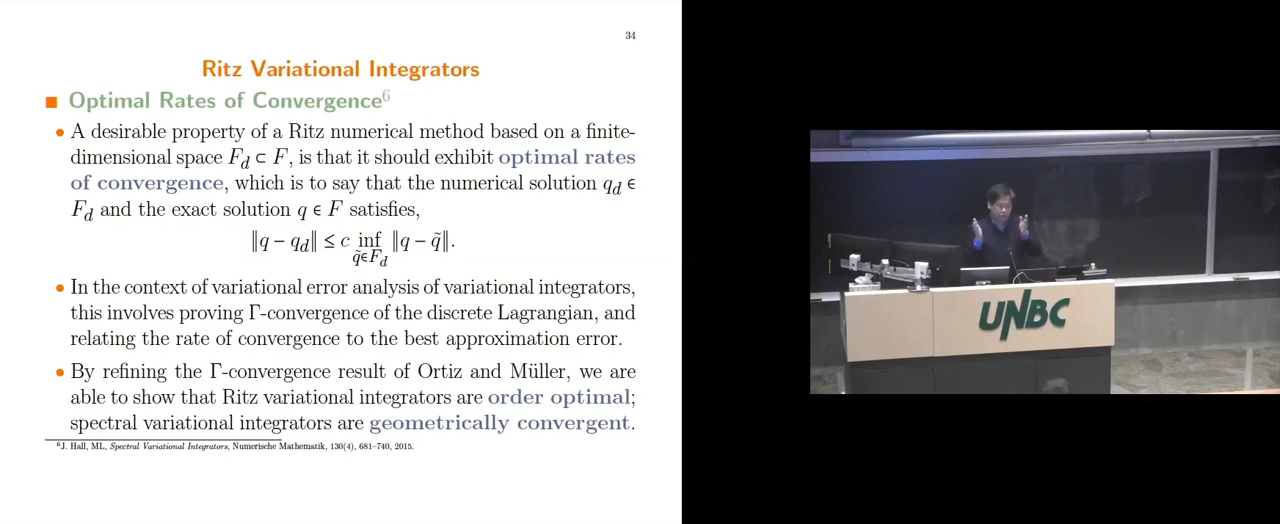 34
Ritz Variational Integrators
■ Optimal Rates of Convergence⁶
• A desirable property of a Ritz numerical method based on a finite-
dimensional space F_d ⊂ F, is that it should exhibit optimal rates
of convergence, which is to say that the numerical solution q_d ∈
F_d and the exact solution q ∈ F satisfies,
‖q − q_d‖ ≤ c inf_{q̃∈F_d} ‖q − q̃‖.
• In the context of variational error analysis of variational integrators,
this involves proving Γ-convergence of the discrete Lagrangian, and
relating the rate of convergence to the best approximation error.
• By refining the Γ-convergence result of Ortiz and Müller, we are
able to show that Ritz variational integrators are order optimal;
spectral variational integrators are geometrically convergent.
⁶J. Hall, ML, Spectral Variational Integrators, Numerische Mathematik, 130(4), 681–740, 2015.
UNBC